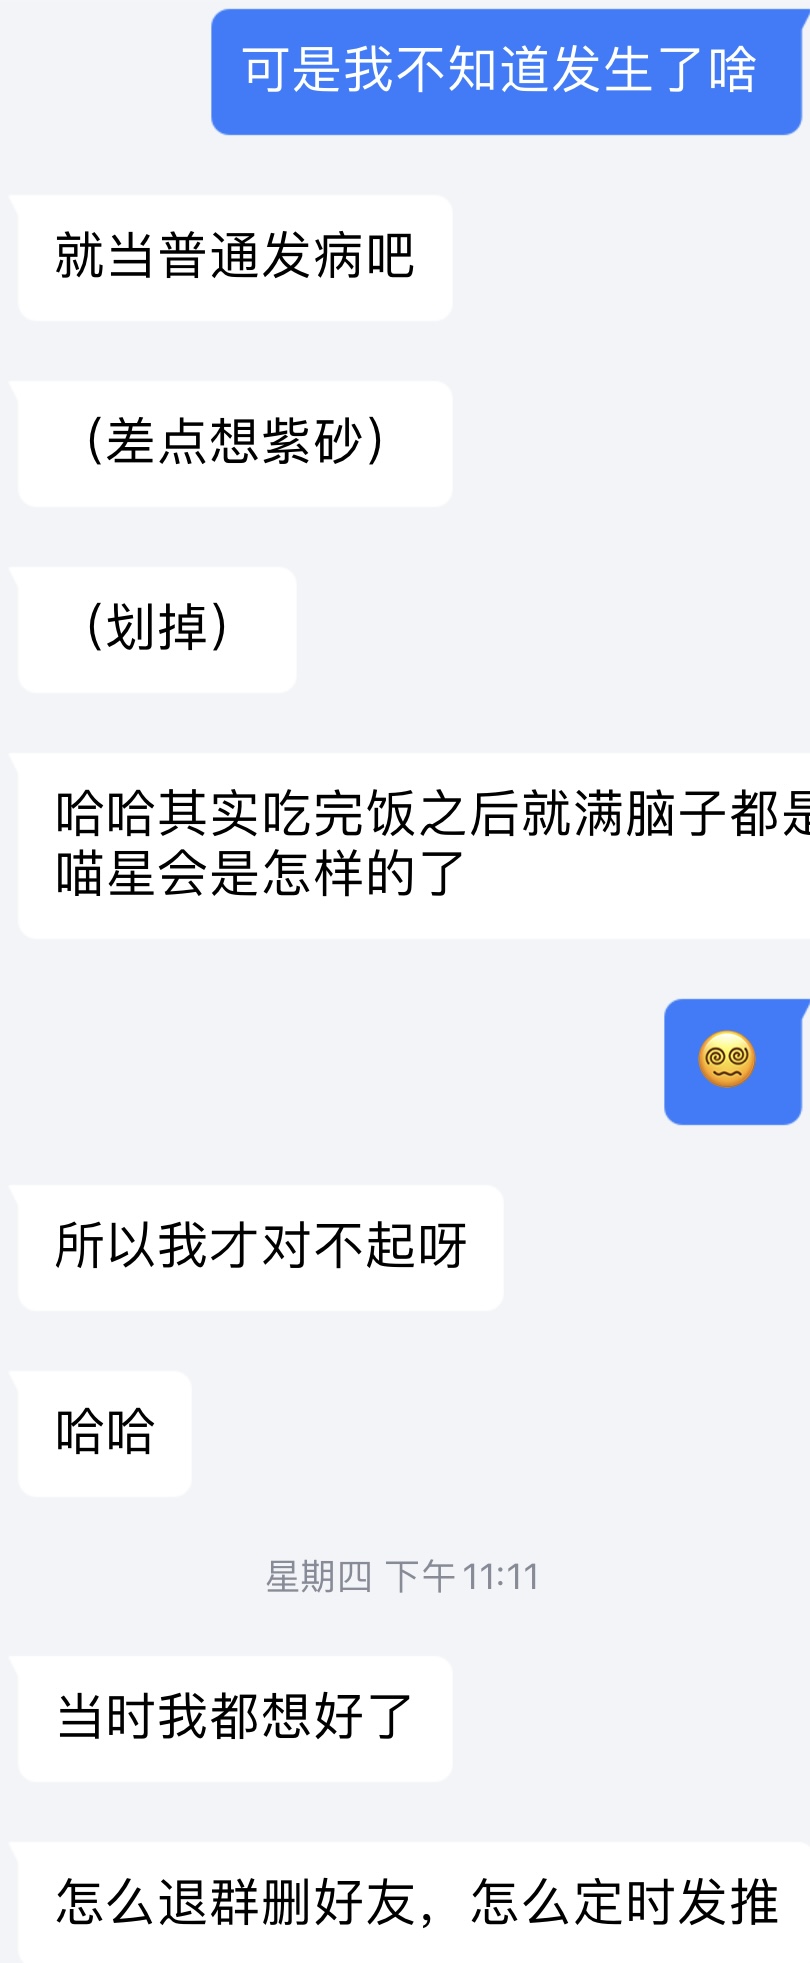 可是我不知道发生了啥
就当普通发病吧
（差点想紫砂）
（划掉）
哈哈其实吃完饭之后就满脑子都是
喵星会是怎样的了
所以我才对不起呀
哈哈
星期四 下午11:11
当时我都想好了
怎么退群删好友，怎么定时发推